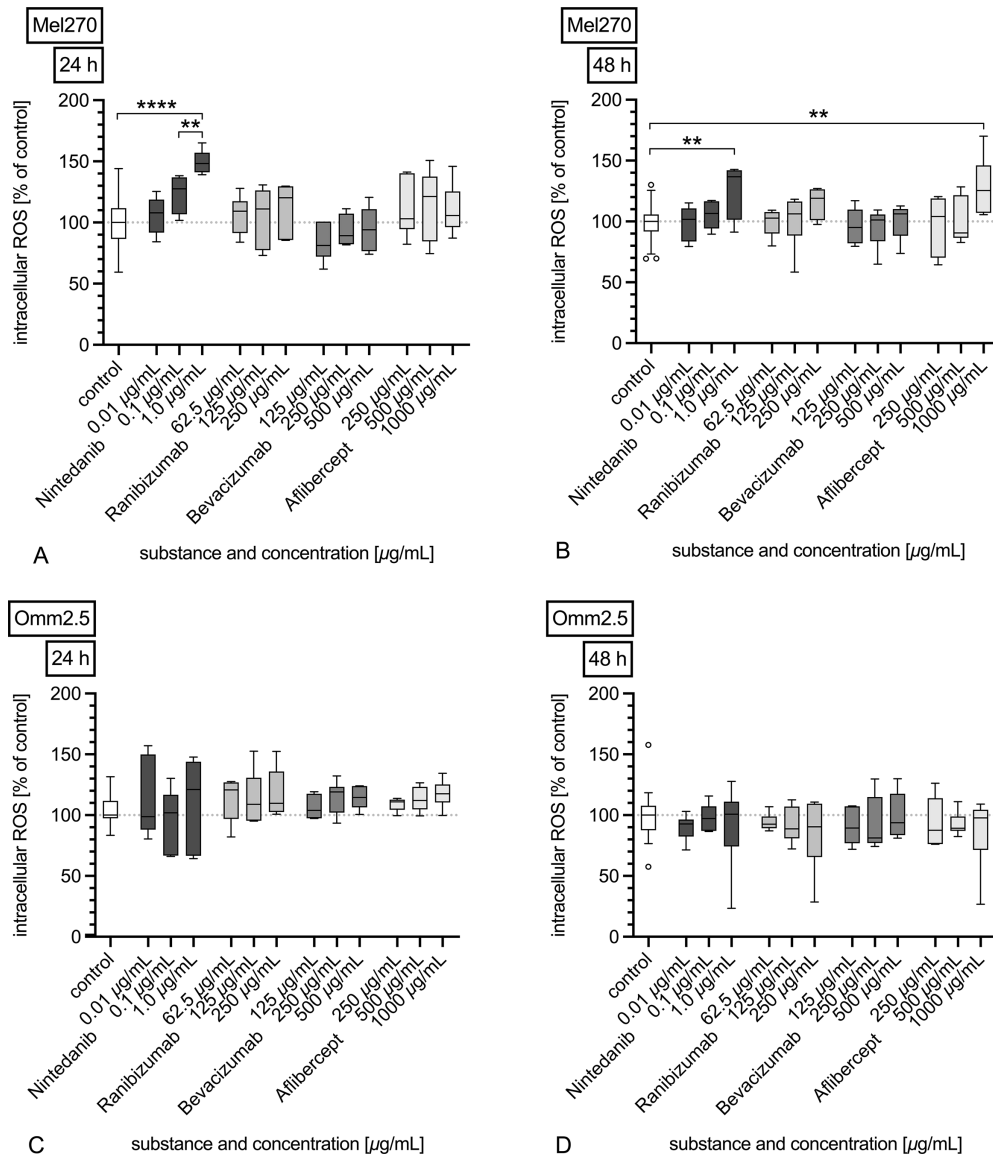 Mel270
24 h
intracellular ROS [% of control]
200
150
100
50
0
****
**
control
0.01 µg/mL
0.1 µg/mL
1.0 µg/mL
62.5 µg/mL
125 µg/mL
250 µg/mL
125 µg/mL
250 µg/mL
500 µg/mL
250 µg/mL
500 µg/mL
1000 µg/mL
Nintedanib
Ranibizumab
Bevacizumab
Aflibercept
A
substance and concentration [µg/mL]
Mel270
48 h
intracellular ROS [% of control]
200
150
100
50
0
**
**
control
0.01 µg/mL
0.1 µg/mL
1.0 µg/mL
62.5 µg/mL
125 µg/mL
250 µg/mL
125 µg/mL
250 µg/mL
500 µg/mL
250 µg/mL
500 µg/mL
1000 µg/mL
Nintedanib
Ranibizumab
Bevacizumab
Aflibercept
B
substance and concentration [µg/mL]
Omm2.5
24 h
intracellular ROS [% of control]
200
150
100
50
0
control
0.01 µg/mL
0.1 µg/mL
1.0 µg/mL
62.5 µg/mL
125 µg/mL
250 µg/mL
125 µg/mL
250 µg/mL
500 µg/mL
250 µg/mL
500 µg/mL
1000 µg/mL
Nintedanib
Ranibizumab
Bevacizumab
Aflibercept
C
substance and concentration [µg/mL]
Omm2.5
48 h
intracellular ROS [% of control]
200
150
100
50
0
control
0.01 µg/mL
0.1 µg/mL
1.0 µg/mL
62.5 µg/mL
125 µg/mL
250 µg/mL
125 µg/mL
250 µg/mL
500 µg/mL
250 µg/mL
500 µg/mL
1000 µg/mL
Nintedanib
Ranibizumab
Bevacizumab
Aflibercept
D
substance and concentration [µg/mL]